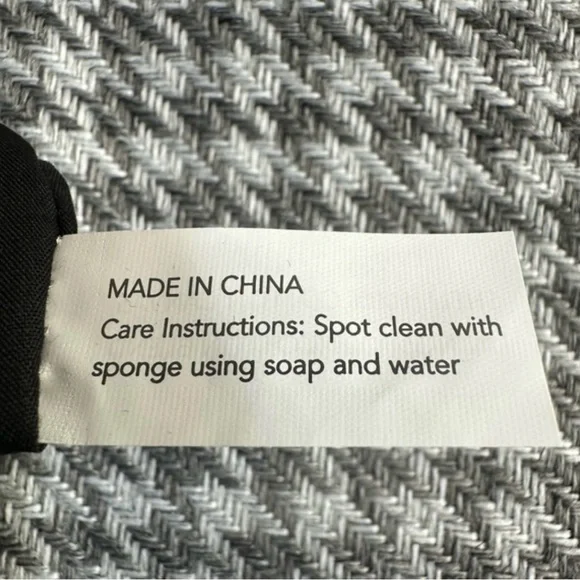 MADE IN CHINA
Care Instructions: Spot clean with
sponge using soap and water